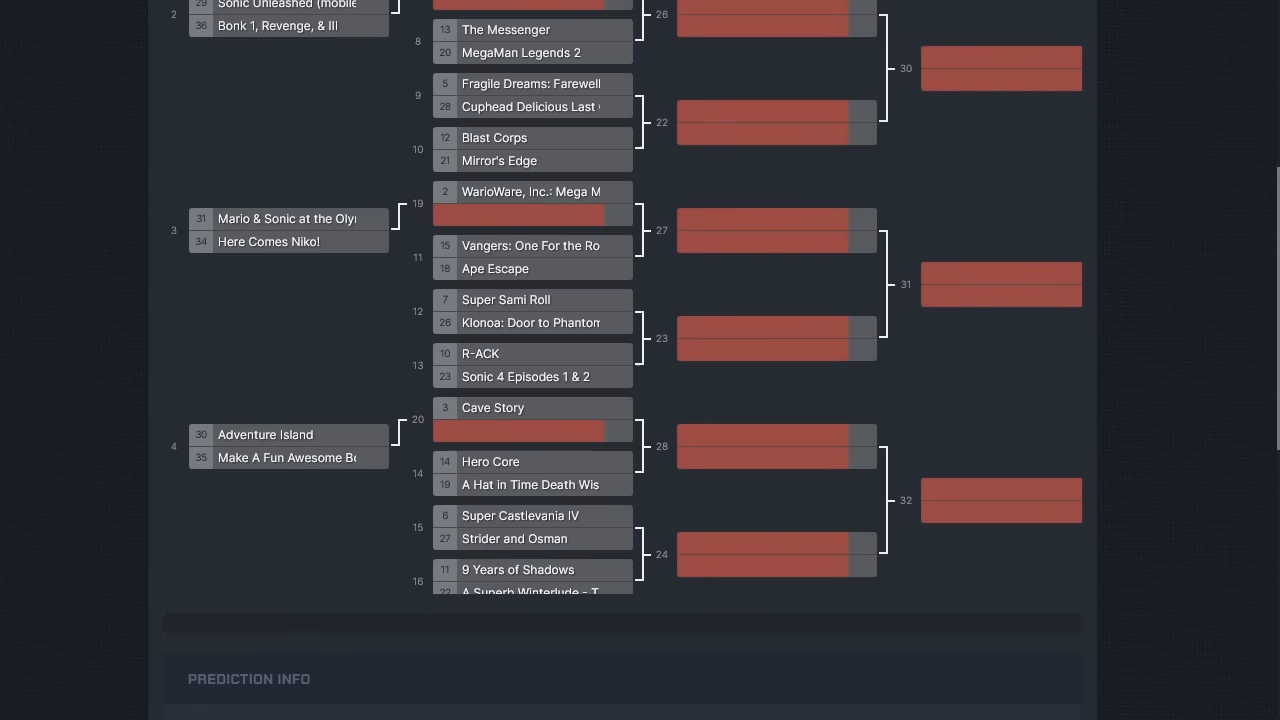 29 Sonic Unleashed (mobile
2
36 Bonk 1, Revenge, & III
3
31 Mario & Sonic at the Oly
34 Here Comes Niko!
4
30 Adventure Island
35 Make A Fun Awesome
8
13 The Messenger
20 MegaMan Legends 2
9
5 Fragile Dreams: Farewell
28 Cuphead Delicious Last
10
12 Blast Corps
21 Mirror's Edge
19
2 WarioWare, Inc.: Mega M
11
15 Vangers: One For the Ro
18 Ape Escape
12
7 Super Sami Roll
26 Klonoa: Door to Phantom
13
10 R-ACK
23 Sonic 4 Episodes 1 & 2
20
3 Cave Story
14
14 Hero Core
19 A Hat in Time Death Wis
15
6 Super Castlevania IV
27 Strider and Osman
16
11 9 Years of Shadows
22 A Superb Winterlude - T
26
22
27
23
28
24
30
31
32
PREDICTION INFO